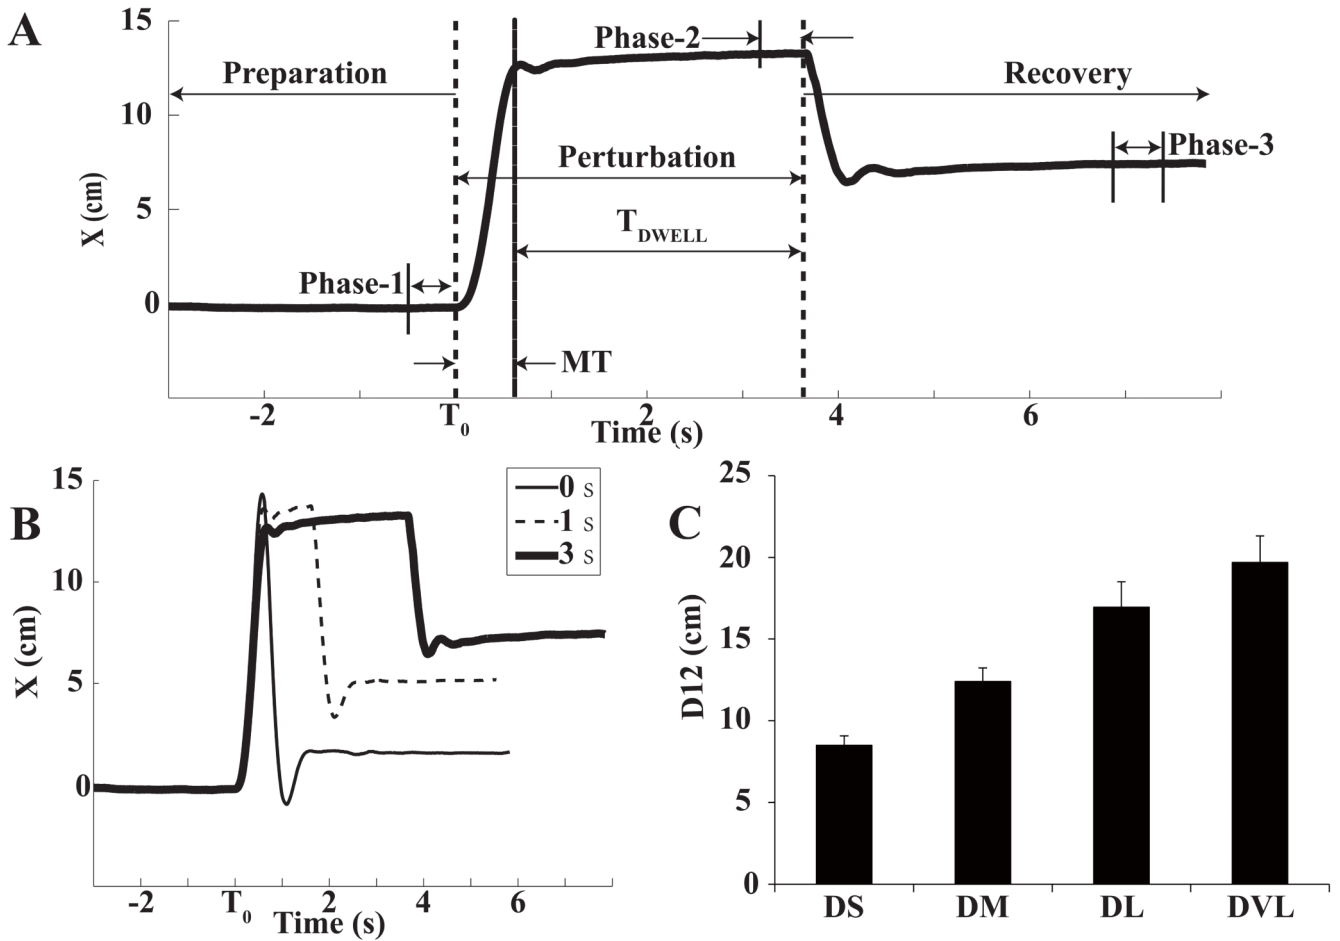 A
15
Phase-2
Preparation
Recovery
10
Perturbation
Phase-3
X (cm)
5
T DWELL
Phase-1
0
MT
-2
T0
2
4
6
Time (s)
B
15
0 s
1 s
3 s
10
X (cm)
5
0
-2
T0
2
4
6
Time (s)
C
25
20
15
D12 (cm)
10
5
0
DS
DM
DL
DVL